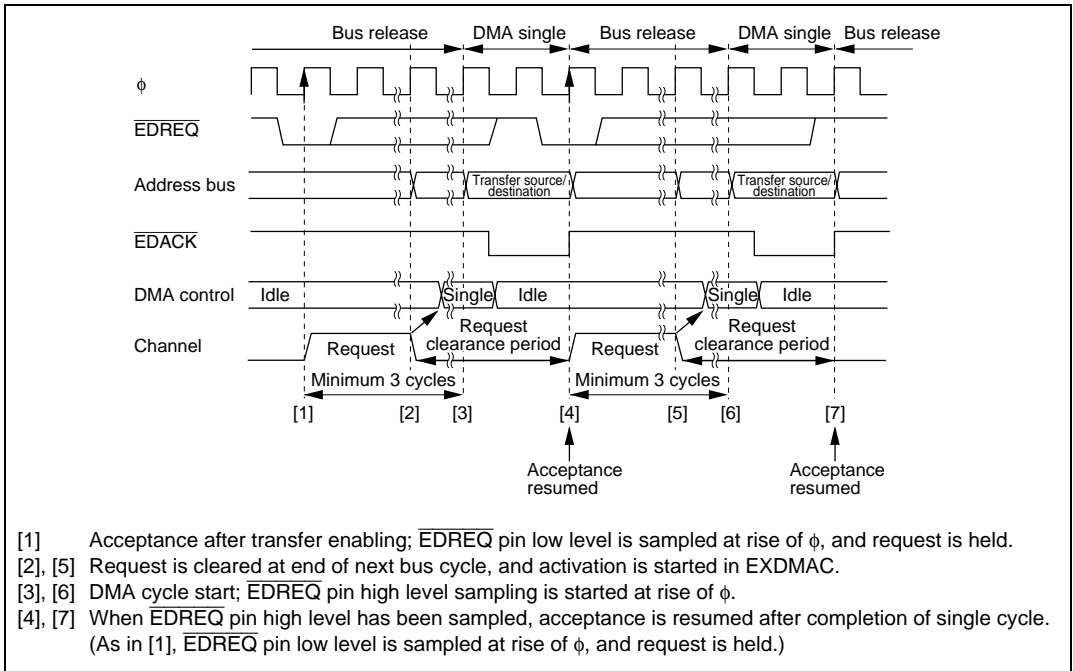 Bus release DMA single Bus release DMA single Bus release
ϕ
EDREQ
Address bus Transfer source/ destination Transfer source/ destination
EDACK
DMA control Idle Single Idle Single Idle
Channel Request Request clearance period Request Request clearance period
Minimum 3 cycles Minimum 3 cycles
[1] [2] [3] [4] [5] [6] [7]
Acceptance resumed Acceptance resumed
[1] Acceptance after transfer enabling; EDREQ pin low level is sampled at rise of ϕ, and request is held.
[2], [5] Request is cleared at end of next bus cycle, and activation is started in EXDMAC.
[3], [6] DMA cycle start; EDREQ pin high level sampling is started at rise of ϕ.
[4], [7] When EDREQ pin high level has been sampled, acceptance is resumed after completion of single cycle.
(As in [1], EDREQ pin low level is sampled at rise of ϕ, and request is held.)